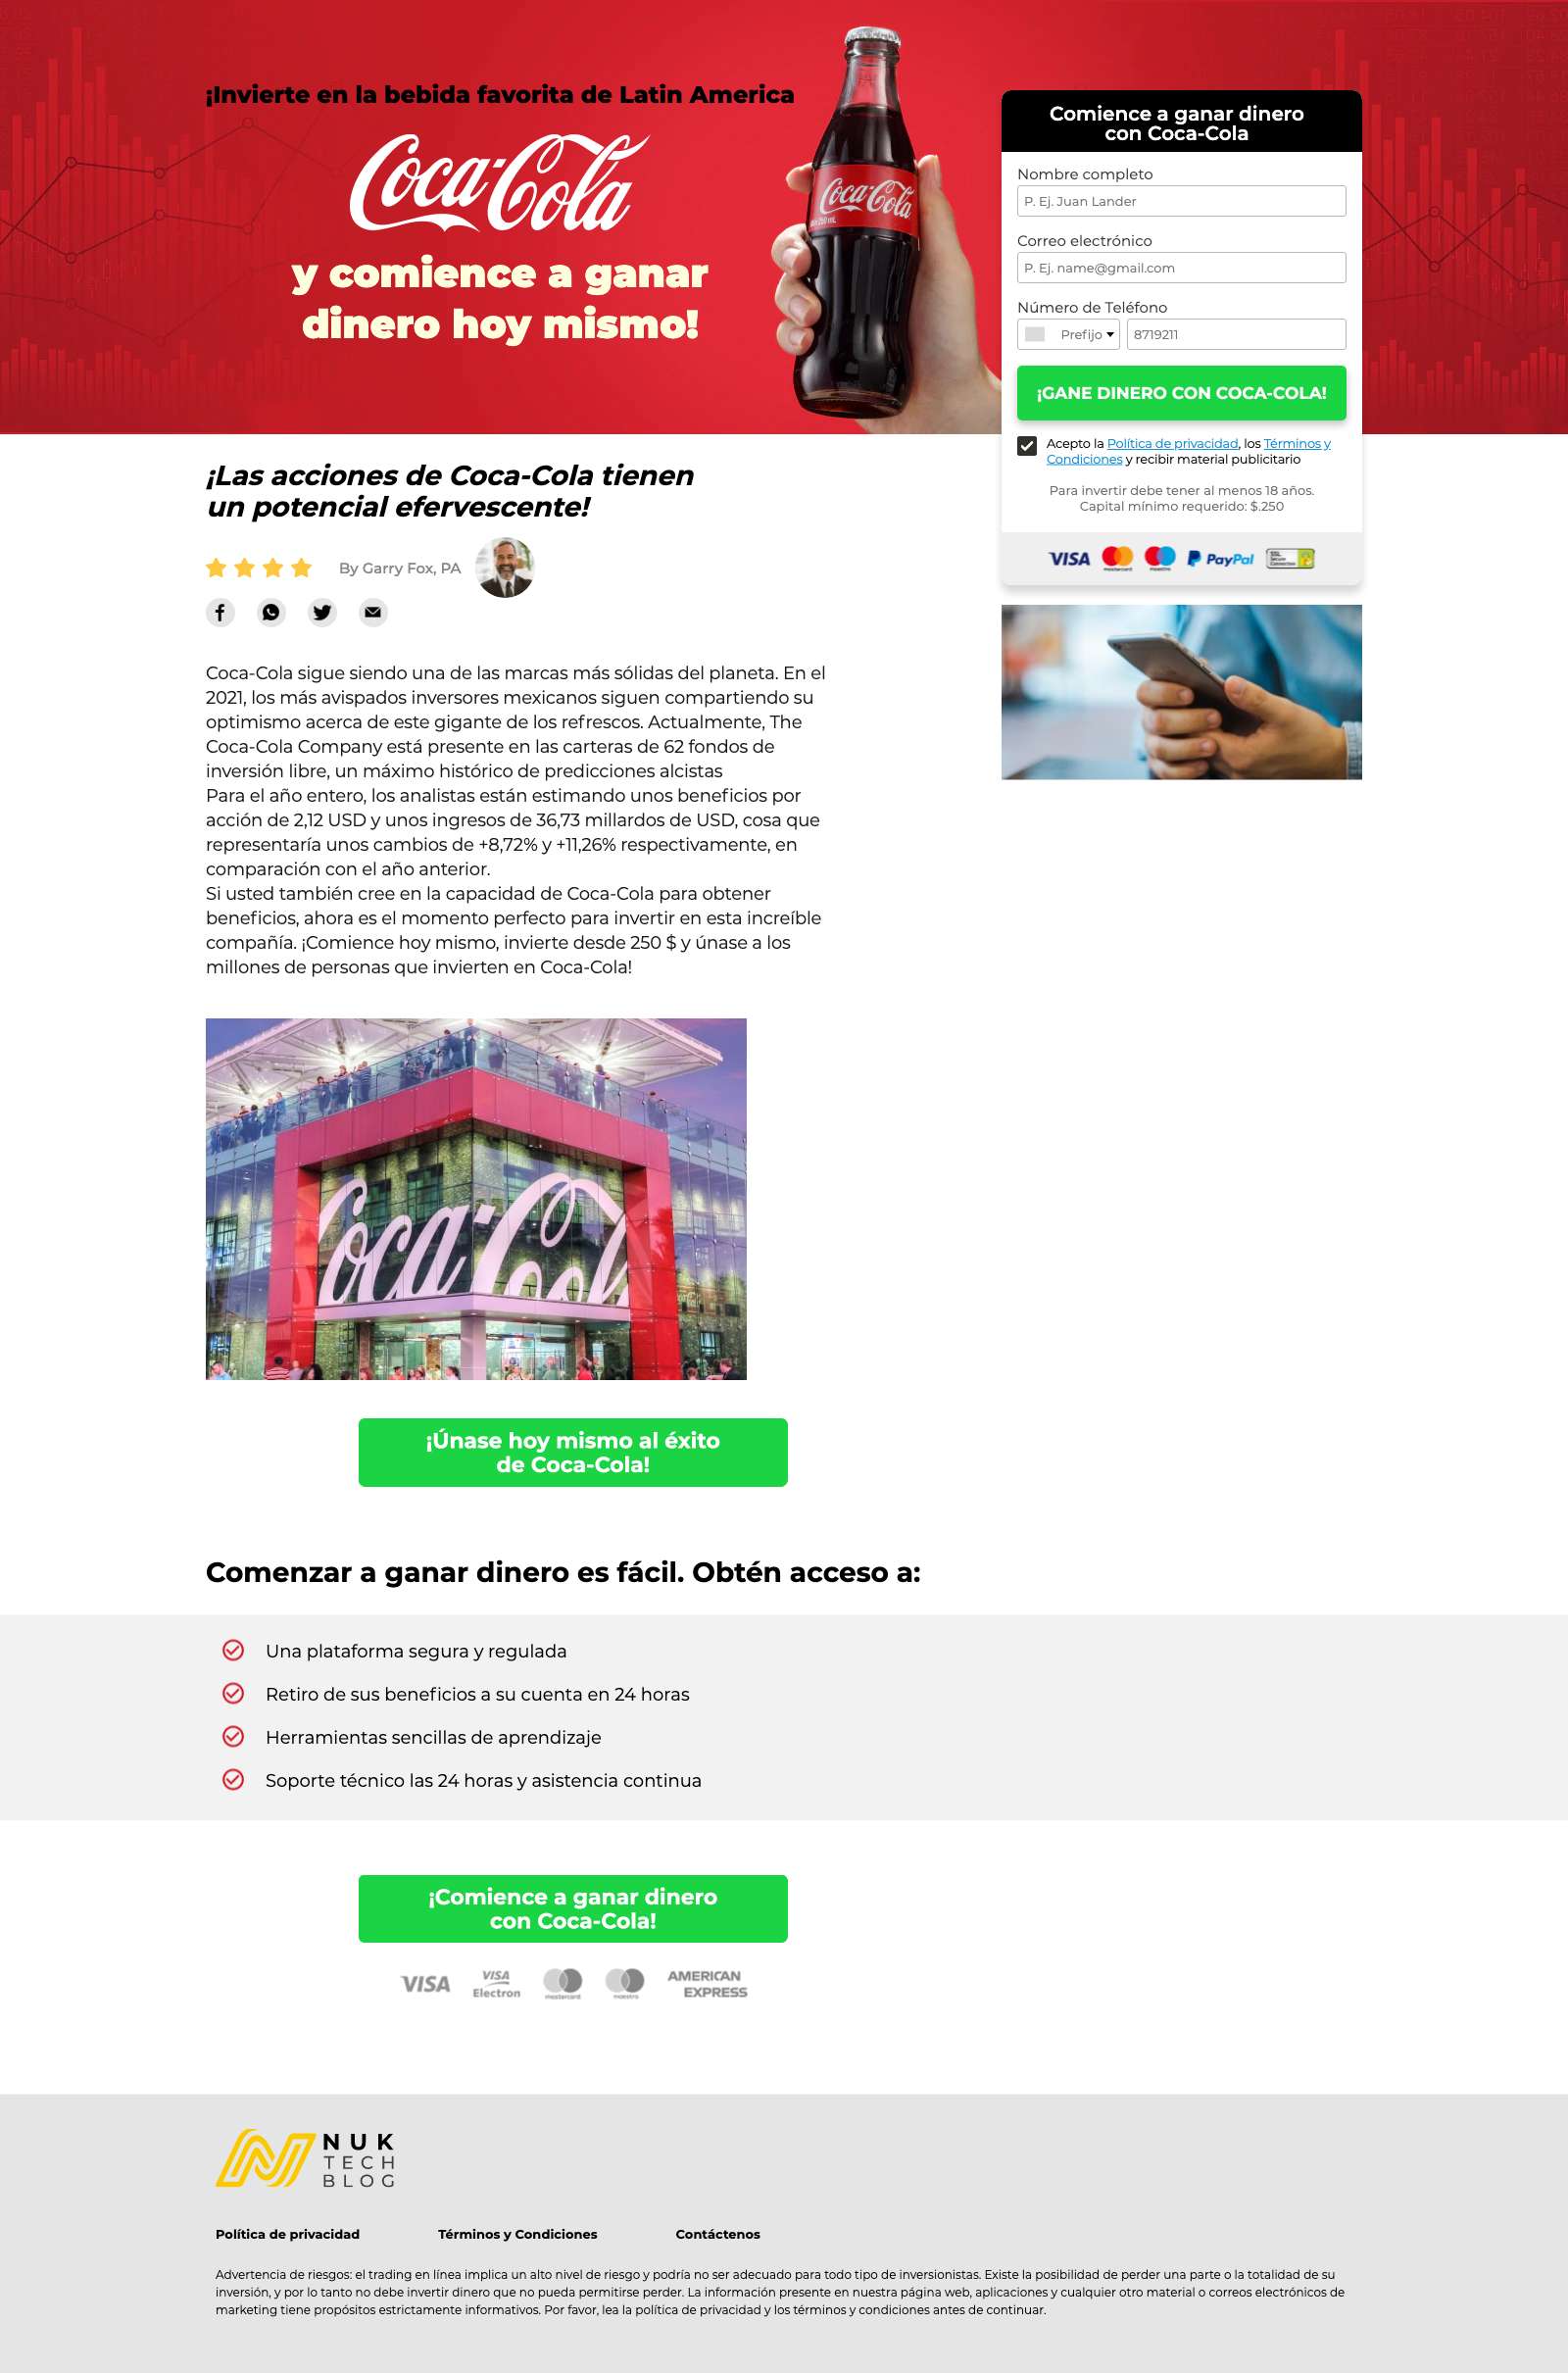 ¡Invierte en la bebida favorita de Latin America
Coca-Cola
y comience a ganar
dinero hoy mismo!
Coca-Cola
Comience a ganar dinero
con Coca-Cola
Nombre completo
P. Ej. Juan Lander
Correo electrónico
P. Ej. name@gmail.com
Número de Teléfono
Prefijo
8719211
¡GANE DINERO CON COCA-COLA!
Acepto la Política de privacidad, los Términos y
Condiciones y recibir material publicitario
Para invertir debe tener al menos 18 años.
Capital mínimo requerido: $.250
VISA mastercard maestro PayPal
¡Las acciones de Coca-Cola tienen
un potencial efervescente!
By Garry Fox, PA
Coca-Cola sigue siendo una de las marcas más sólidas del planeta. En el
2021, los más avispados inversores mexicanos siguen compartiendo su
optimismo acerca de este gigante de los refrescos. Actualmente, The
Coca-Cola Company está presente en las carteras de 62 fondos de
inversión libre, un máximo histórico de predicciones alcistas
Para el año entero, los analistas están estimando unos beneficios por
acción de 2,12 USD y unos ingresos de 36,73 millardos de USD, cosa que
representaría unos cambios de +8,72% y +11,26% respectivamente, en
comparación con el año anterior.
Si usted también cree en la capacidad de Coca-Cola para obtener
beneficios, ahora es el momento perfecto para invertir en esta increíble
compañía. ¡Comience hoy mismo, invierte desde 250 $ y únase a los
millones de personas que invierten en Coca-Cola!
Coca-Cola
¡Únase hoy mismo al éxito
de Coca-Cola!
Comenzar a ganar dinero es fácil. Obtén acceso a:
Una plataforma segura y regulada
Retiro de sus beneficios a su cuenta en 24 horas
Herramientas sencillas de aprendizaje
Soporte técnico las 24 horas y asistencia continua
¡Comience a ganar dinero
con Coca-Cola!
VISA VISA Electron mastercard maestro AMERICAN EXPRESS
NUK
TECH
BLOG
Política de privacidad
Términos y Condiciones
Contáctenos
Advertencia de riesgos: el trading en línea implica un alto nivel de riesgo y podría no ser adecuado para todo tipo de inversionistas. Existe la posibilidad de perder una parte o la totalidad de su
inversión, y por lo tanto no debe invertir dinero que no pueda permitirse perder. La información presente en nuestra página web, aplicaciones y cualquier otro material o correos electrónicos de
marketing tiene propósitos estrictamente informativos. Por favor, lea la política de privacidad y los términos y condiciones antes de continuar.